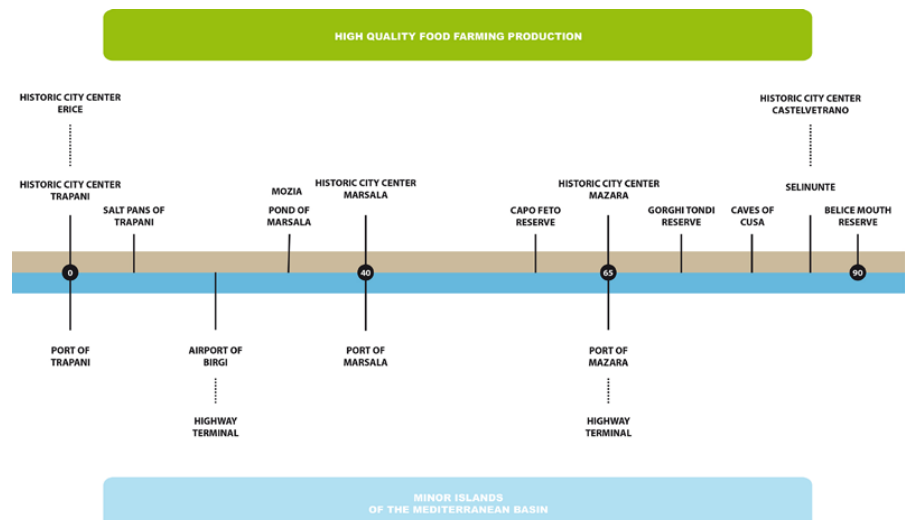 HIGH QUALITY FOOD FARMING PRODUCTION
HISTORIC CITY CENTER
ERICE
HISTORIC CITY CENTER
CASTELVETRANO
HISTORIC CITY CENTER
TRAPANI
SALT PANS OF
TRAPANI
MOZIA
POND OF
MARSALA
HISTORIC CITY CENTER
MARSALA
CAPO FETO
RESERVE
HISTORIC CITY CENTER
MAZARA
GORGHI TONDI
RESERVE
CAVES OF
CUSA
SELINUNTE
BELICE MOUTH
RESERVE
0
40
65
90
PORT OF
TRAPANI
AIRPORT OF
BIRGI
PORT OF
MARSALA
PORT OF
MAZARA
HIGHWAY
TERMINAL
HIGHWAY
TERMINAL
MINOR ISLANDS
OF THE MEDITERRANEAN BASIN